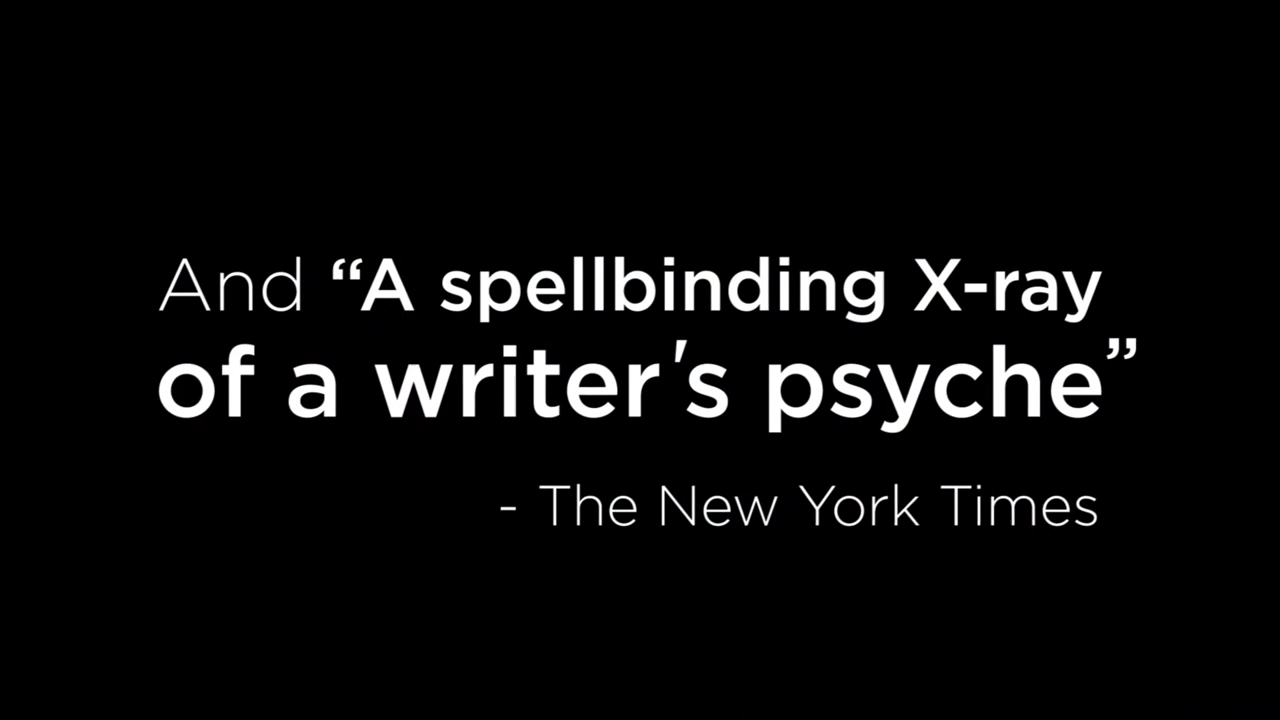 And “A spellbinding X-ray
of a writer's psyche”
- The New York Times